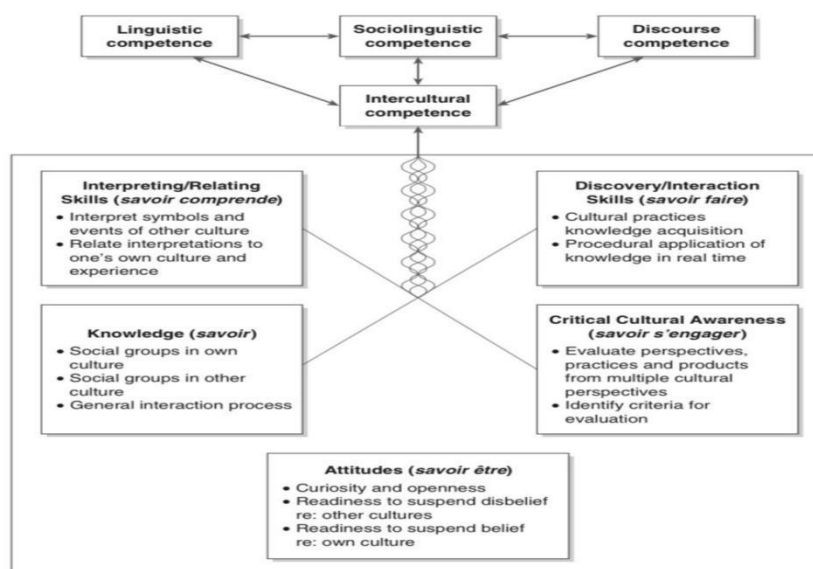 Linguistic
competence
Sociolinguistic
competence
Discourse
competence
Intercultural
competence
Interpreting/Relating
Skills (savoir comprende)
• Interpret symbols and
events of other culture
• Relate interpretations to
one's own culture and
experience
Discovery/Interaction
Skills (savoir faire)
• Cultural practices
knowledge acquisition
• Procedural application of
knowledge in real time
Knowledge (savoir)
• Social groups in own
culture
• Social groups in other
culture
• General interaction process
Critical Cultural Awareness
(savoir s'engager)
• Evaluate perspectives,
practices and products
from multiple cultural
perspectives
• Identify criteria for
evaluation
Attitudes (savoir être)
• Curiosity and openness
• Readiness to suspend disbelief
re: other cultures
• Readiness to suspend belief
re: own culture